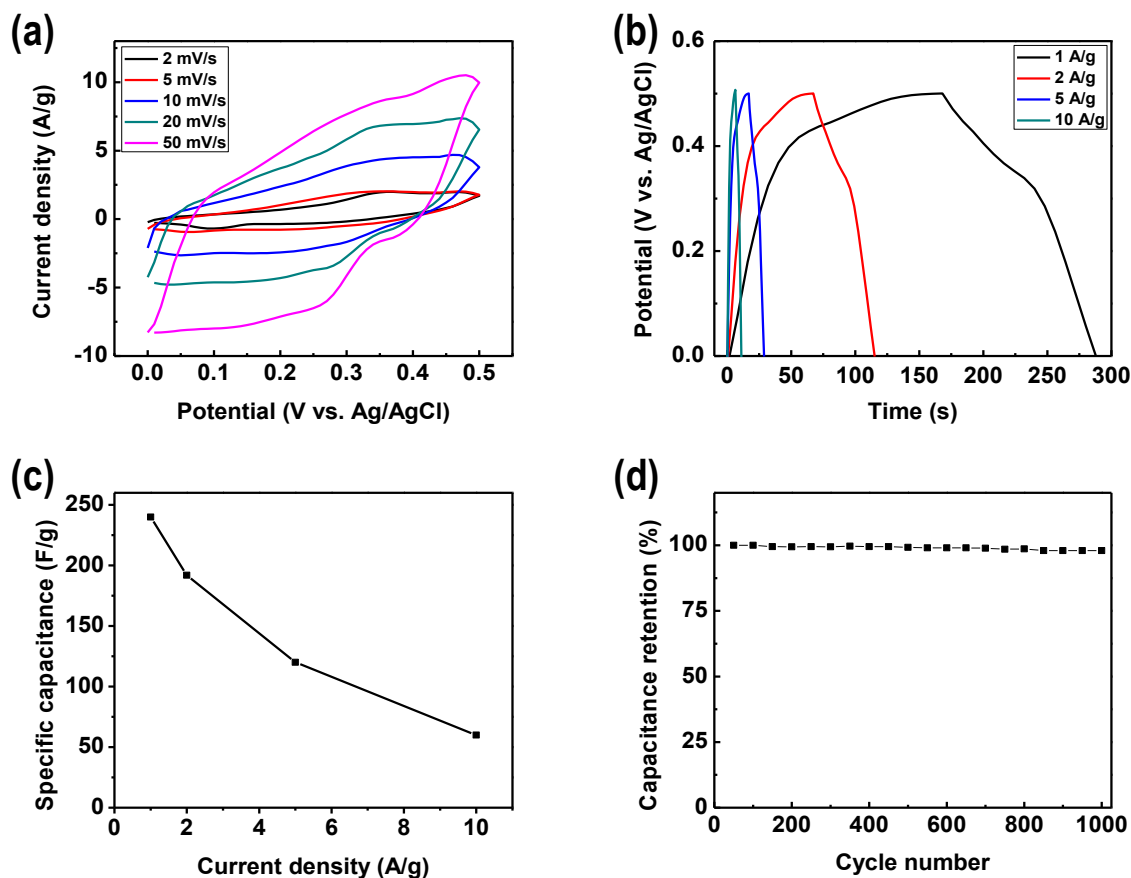 (a)
2 mV/s
5 mV/s
10 mV/s
20 mV/s
50 mV/s
10
5
0
-5
-10
Current density (A/g)
0.0 0.1 0.2 0.3 0.4 0.5
Potential (V vs. Ag/AgCl)
(b)
1 A/g
2 A/g
5 A/g
10 A/g
0.6
0.4
0.2
0.0
Potential (V vs. Ag/AgCl)
0 50 100 150 200 250 300
Time (s)
(c)
250
200
150
100
50
0
Specific capacitance (F/g)
0 2 4 6 8 10
Current density (A/g)
(d)
100
75
50
25
0
Capacitance retention (%)
0 200 400 600 800 1000
Cycle number